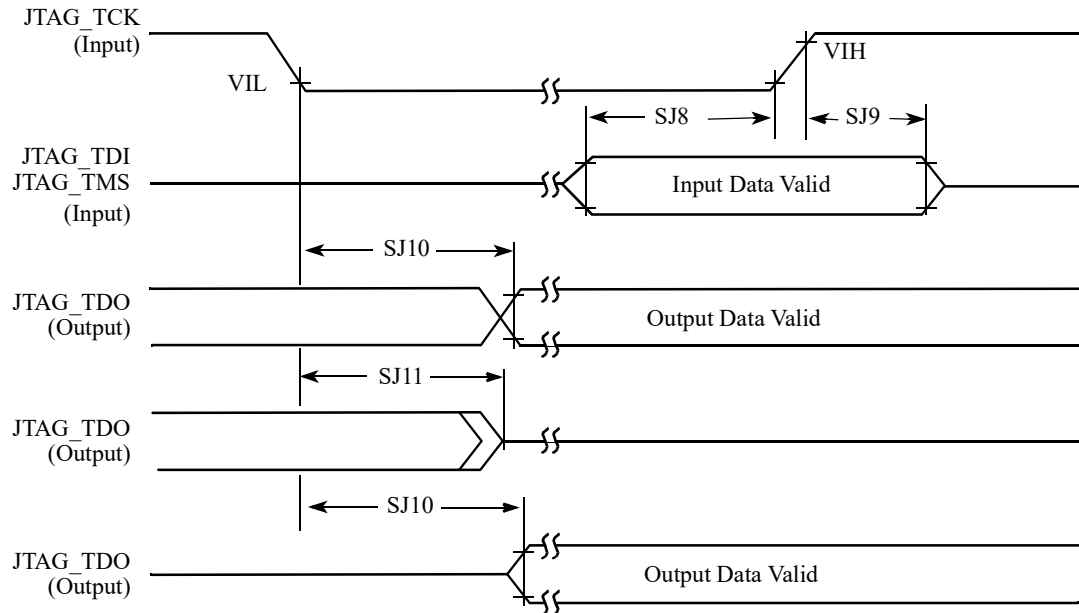 JTAG_TCK
(Input)
VIL
VIH
SJ8
SJ9
JTAG_TDI
JTAG_TMS
(Input)
Input Data Valid
SJ10
JTAG_TDO
(Output)
Output Data Valid
SJ11
JTAG_TDO
(Output)
SJ10
JTAG_TDO
(Output)
Output Data Valid